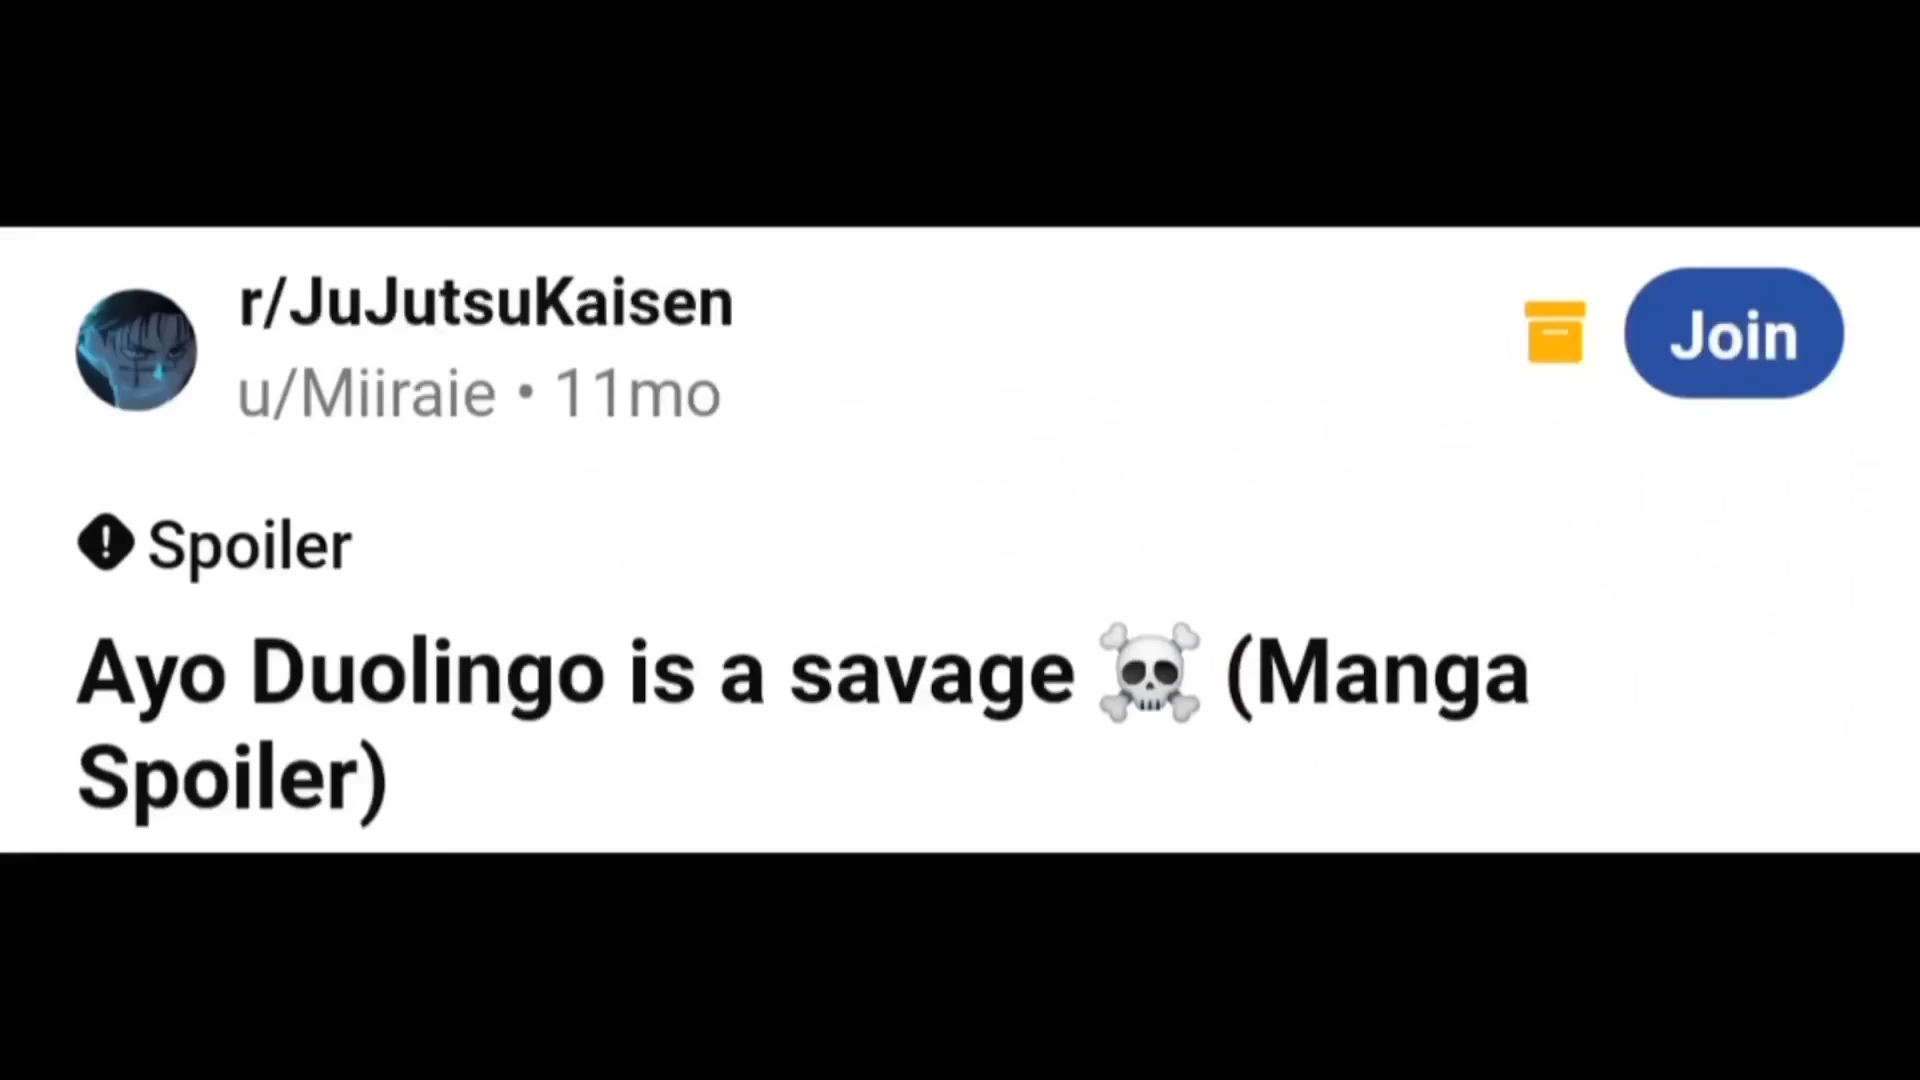 r/JuJutsuKaisen
u/Miiraie • 11mo
Join
Spoiler
Ayo Duolingo is a savage ☠️ (Manga
Spoiler)